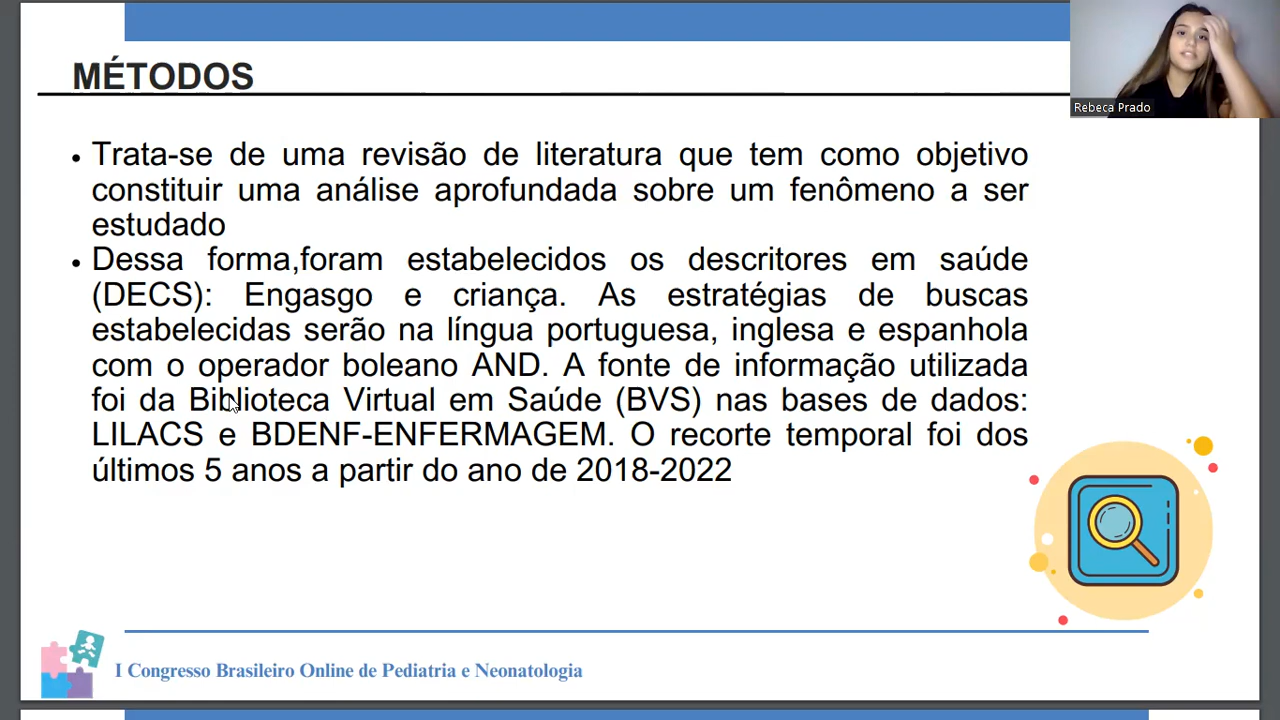 MÉTODOS
Rebeca Prado
• Trata-se de uma revisão de literatura que tem como objetivo
constituir uma análise aprofundada sobre um fenômeno a ser
estudado
• Dessa forma,foram estabelecidos os descritores em saúde
(DECS): Engasgo e criança. As estratégias de buscas
estabelecidas serão na língua portuguesa, inglesa e espanhola
com o operador boleano AND. A fonte de informação utilizada
foi da Biblioteca Virtual em Saúde (BVS) nas bases de dados:
LILACS e BDENF-ENFERMAGEM. O recorte temporal foi dos
últimos 5 anos a partir do ano de 2018-2022
I Congresso Brasileiro Online de Pediatria e Neonatologia